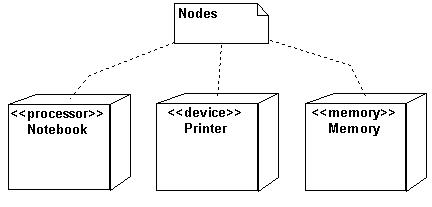 Nodes
<<processor>>
Notebook
<<device>>
Printer
<<memory>>
Memory